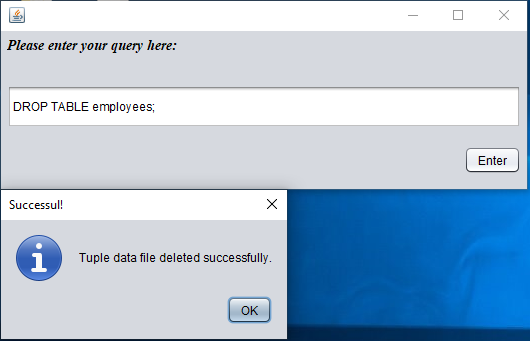 Please enter your query here:
DROP TABLE employees;
Enter
Successul!
Tuple data file deleted successfully.
OK